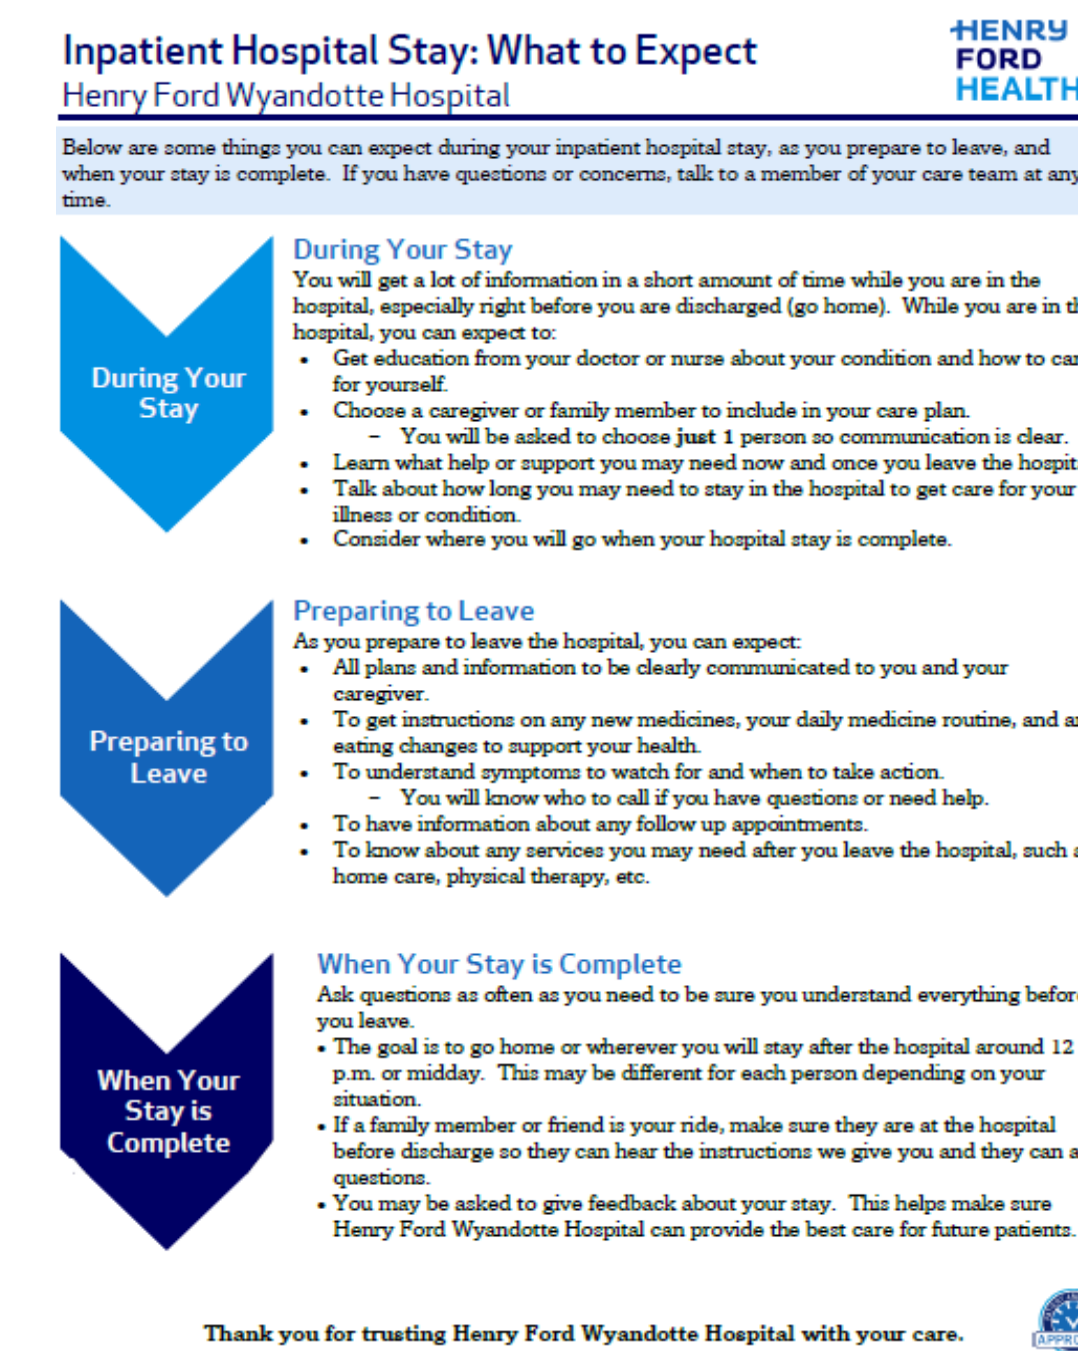 Inpatient Hospital Stay: What to Expect
Henry Ford Wyandotte Hospital
HENRY
FORD
HEALTH
Below are some things you can expect during your inpatient hospital stay, as you prepare to leave, and
when your stay is complete.  If you have questions or concerns, talk to a member of your care team at any
time.
During Your
Stay
During Your Stay
You will get a lot of information in a short amount of time while you are in the
hospital, especially right before you are discharged (go home).  While you are in th
hospital, you can expect to:
• Get education from your doctor or nurse about your condition and how to car
for yourself.
• Choose a caregiver or family member to include in your care plan.
– You will be asked to choose just 1 person so communication is clear.
• Learn what help or support you may need now and once you leave the hospit
• Talk about how long you may need to stay in the hospital to get care for your
illness or condition.
• Consider where you will go when your hospital stay is complete.
Preparing to
Leave
Preparing to Leave
As you prepare to leave the hospital, you can expect:
• All plans and information to be clearly communicated to you and your
caregiver.
• To get instructions on any new medicines, your daily medicine routine, and an
eating changes to support your health.
• To understand symptoms to watch for and when to take action.
– You will know who to call if you have questions or need help.
• To have information about any follow up appointments.
• To know about any services you may need after you leave the hospital, such a
home care, physical therapy, etc.
When Your
Stay is
Complete
When Your Stay is Complete
Ask questions as often as you need to be sure you understand everything before
you leave.
• The goal is to go home or wherever you will stay after the hospital around 12
p.m. or midday.  This may be different for each person depending on your
situation.
• If a family member or friend is your ride, make sure they are at the hospital
before discharge so they can hear the instructions we give you and they can a
questions.
• You may be asked to give feedback about your stay.  This helps make sure
Henry Ford Wyandotte Hospital can provide the best care for future patients.
Thank you for trusting Henry Ford Wyandotte Hospital with your care.